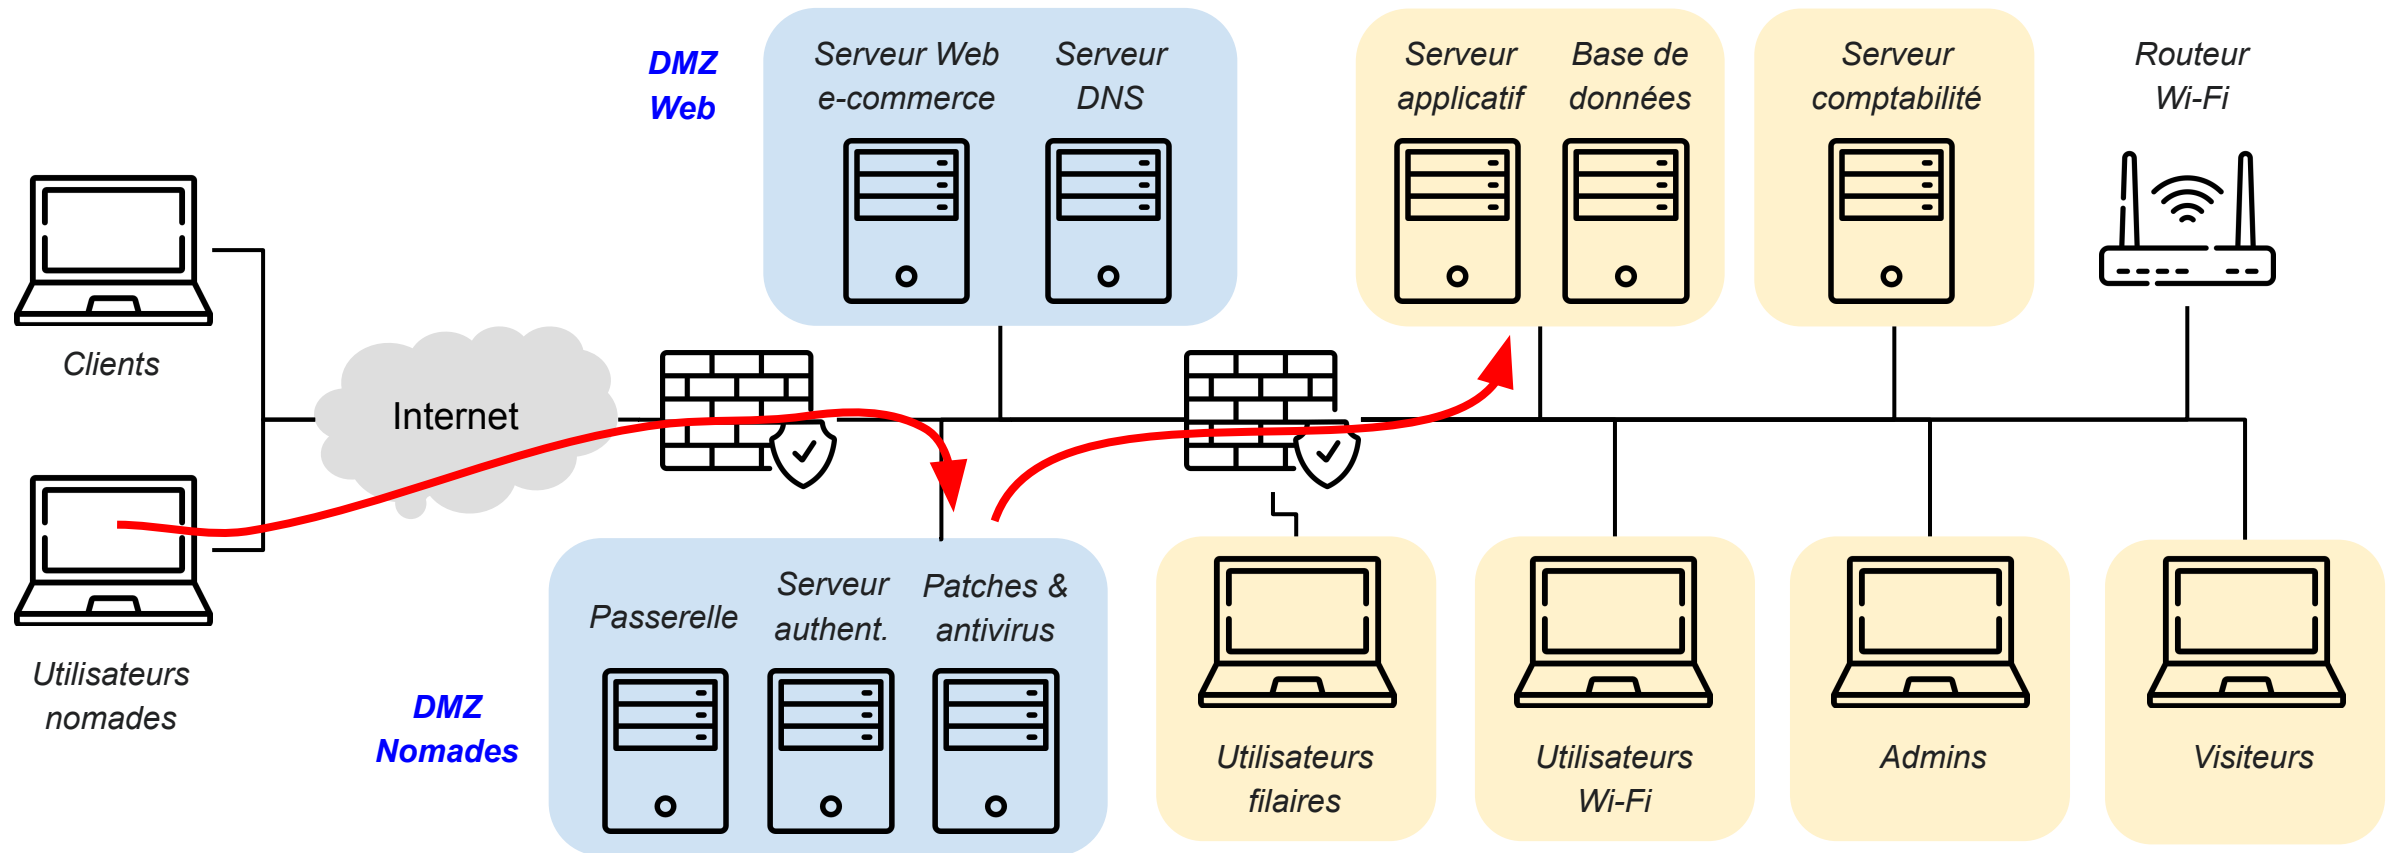 DMZ
Web
Serveur Web
e-commerce
Serveur
DNS
Serveur
applicatif
Base de
données
Serveur
comptabilité
Routeur
Wi-Fi
Clients
Internet
Utilisateurs
nomades
DMZ
Nomades
Passerelle
Serveur
authent.
Patches &
antivirus
Utilisateurs
filaires
Utilisateurs
Wi-Fi
Admins
Visiteurs